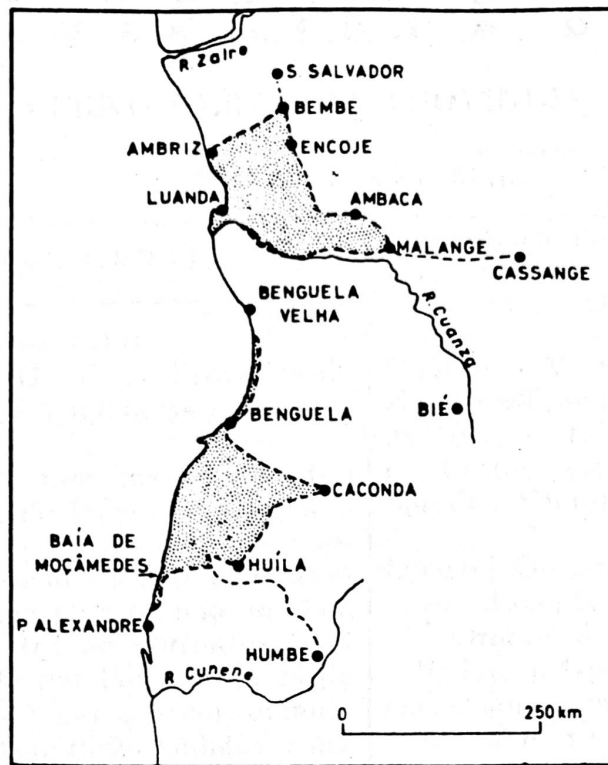 R. Zaire
S. SALVADOR
BEMBE
AMBRIZ
ENCOJE
LUANDA
AMBACA
MALANGE
CASSANGE
BENGUELA
VELHA
R. Cuanza
BENGUELA
BIÉ
CACONDA
BAÍA DE
MOÇÂMEDES
HUÍLA
P. ALEXANDRE
HUMBE
R. Cunene
0 250 km